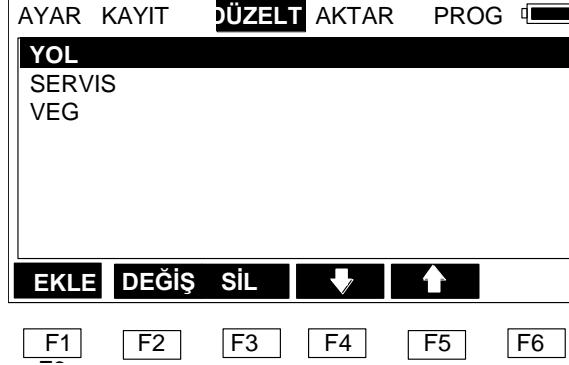 AYAR KAYIT DÜZELT AKTAR PROG
YOL
SERVIS
VEG
EKLE DEĞİŞ SİL
F1 F2 F3 F4 F5 F6